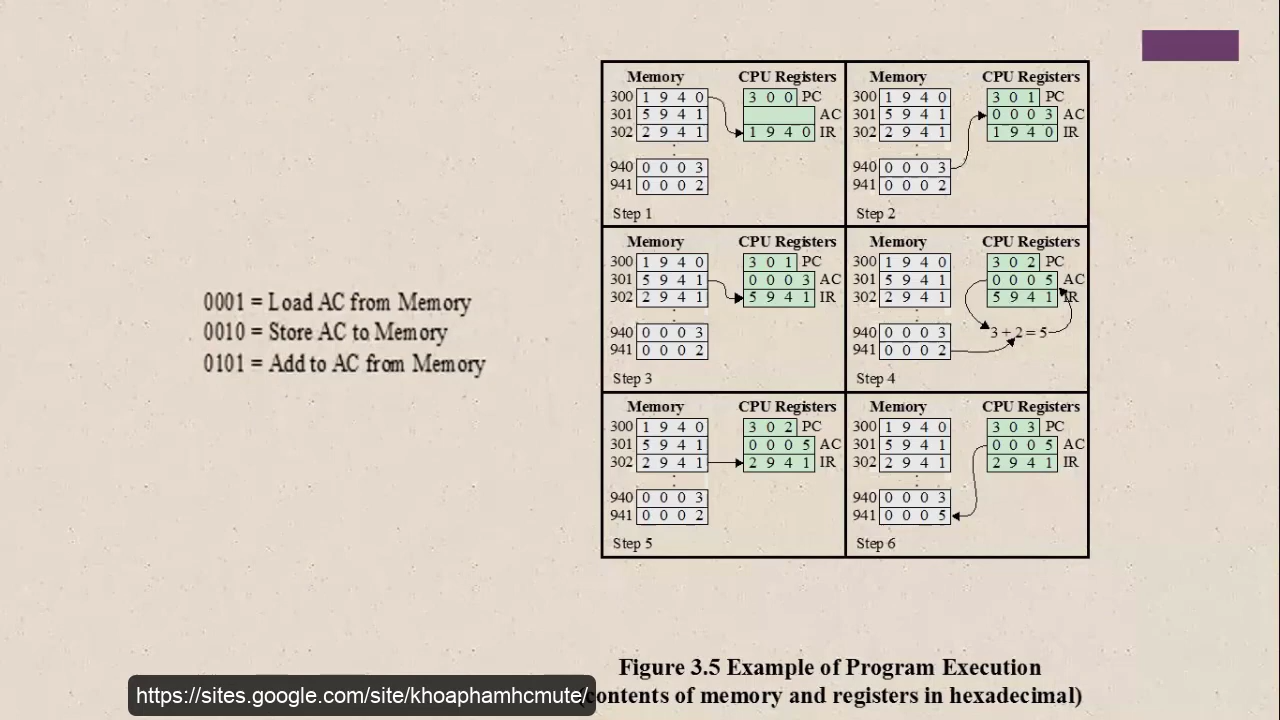 0001 = Load AC from Memory
0010 = Store AC to Memory
0101 = Add to AC from Memory
Memory CPU Registers
300 1 9 4 0 3 0 0 PC
301 5 9 4 1 AC
302 2 9 4 1 1 9 4 0 IR
940 0 0 0 3
941 0 0 0 2
Step 1
Memory CPU Registers
300 1 9 4 0 3 0 1 PC
301 5 9 4 1 0 0 0 3 AC
302 2 9 4 1 1 9 4 0 IR
940 0 0 0 3
941 0 0 0 2
Step 2
Memory CPU Registers
300 1 9 4 0 3 0 1 PC
301 5 9 4 1 0 0 0 3 AC
302 2 9 4 1 5 9 4 1 IR
940 0 0 0 3
941 0 0 0 2
Step 3
Memory CPU Registers
300 1 9 4 0 3 0 2 PC
301 5 9 4 1 0 0 0 5 AC
302 2 9 4 1 5 9 4 1 IR
940 0 0 0 3 3 + 2 = 5
941 0 0 0 2
Step 4
Memory CPU Registers
300 1 9 4 0 3 0 2 PC
301 5 9 4 1 0 0 0 5 AC
302 2 9 4 1 2 9 4 1 IR
940 0 0 0 3
941 0 0 0 2
Step 5
Memory CPU Registers
300 1 9 4 0 3 0 3 PC
301 5 9 4 1 0 0 0 5 AC
302 2 9 4 1 2 9 4 1 IR
940 0 0 0 3
941 0 0 0 5
Step 6
Figure 3.5 Example of Program Execution
(contents of memory and registers in hexadecimal)
https://sites.google.com/site/khoaphamhcmute/